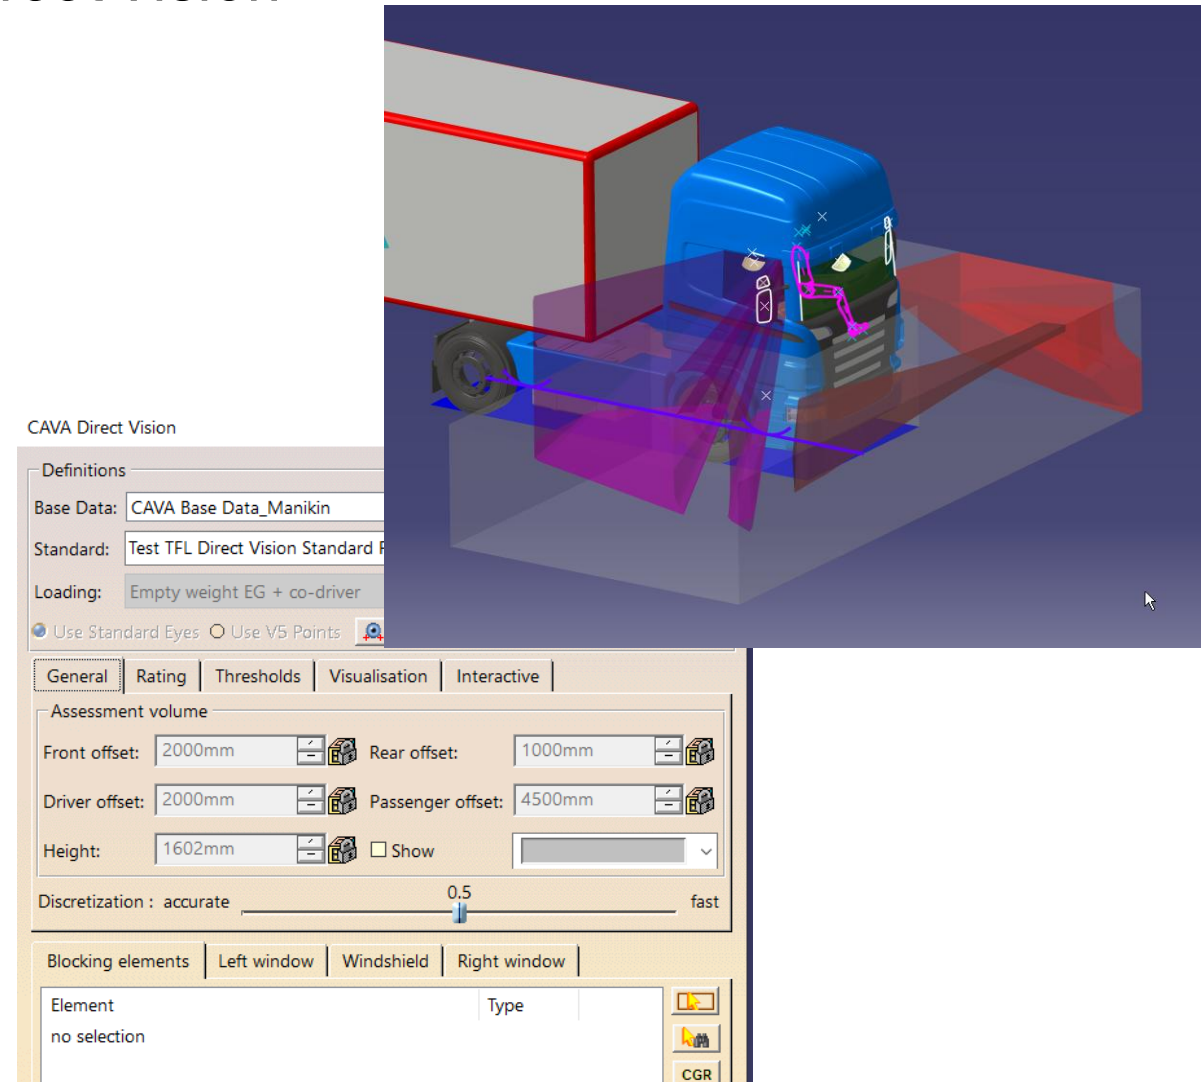 CAVA Direct Vision
Definitions
Base Data: CAVA Base Data_Manikin
Standard: Test TFL Direct Vision Standard
Loading: Empty weight EG + co-driver
Use Standard Eyes Use V5 Points
General Rating Thresholds Visualisation Interactive
Assessment volume
Front offset: 2000mm Rear offset: 1000mm
Driver offset: 2000mm Passenger offset: 4500mm
Height: 1602mm Show
0.5
Discretization : accurate fast
Blocking elements Left window Windshield Right window
Element Type
no selection
CGR